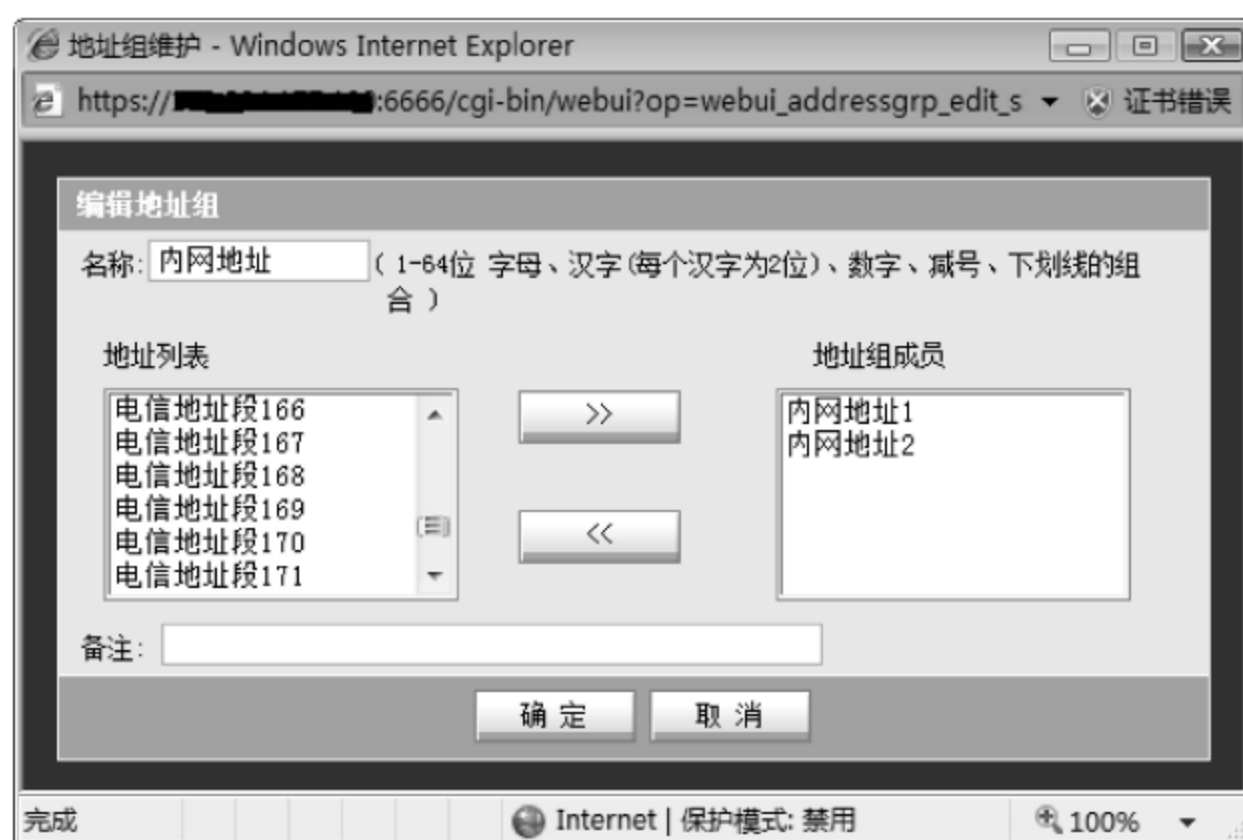 地址组维护 - Windows Internet Explorer
https://:6666/cgi-bin/webui?op=webui_addressgrp_edit_s 证书错误
编辑地址组
名称: 内网地址 ( 1-64位 字母、汉字(每个汉字为2位)、数字、减号、下划线的组
合 )
地址列表 地址组成员
电信地址段166 >> 内网地址1
电信地址段167 内网地址2
电信地址段168
电信地址段169
电信地址段170 <<
电信地址段171
备注:
确 定 取 消
完成 Internet | 保护模式: 禁用 100%